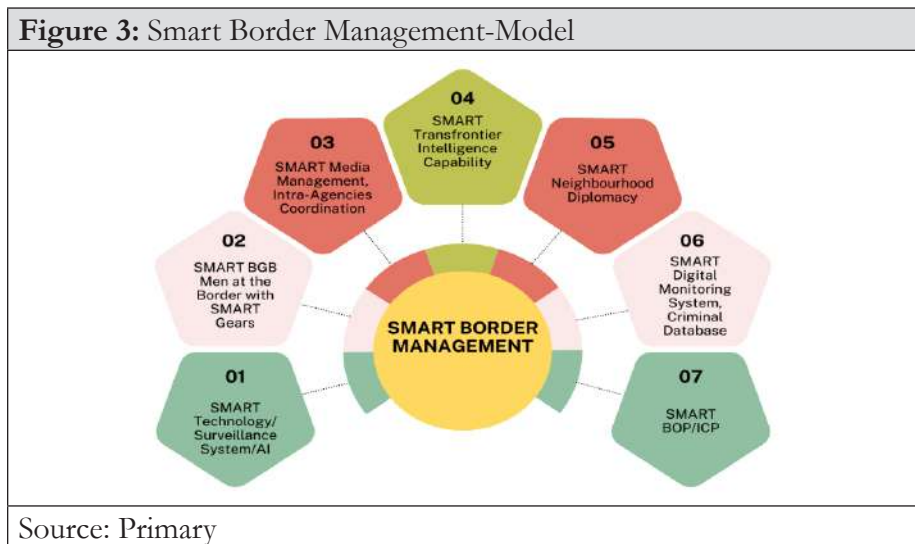 Figure 3: Smart Border Management-Model
04
SMART
Transfrontier
Intelligence
Capability
03
SMART Media
Management,
Intra-Agencies
Coordination
05
SMART
Neighbourhood
Diplomacy
02
SMART BGB
Men at the
Border with
SMART
Gears
06
SMART
Digital
Monitoring
System,
Criminal
Database
SMART BORDER
MANAGEMENT
01
SMART
Technology/
Surveillance
System/AI
07
SMART
BOP/ICP
Source: Primary